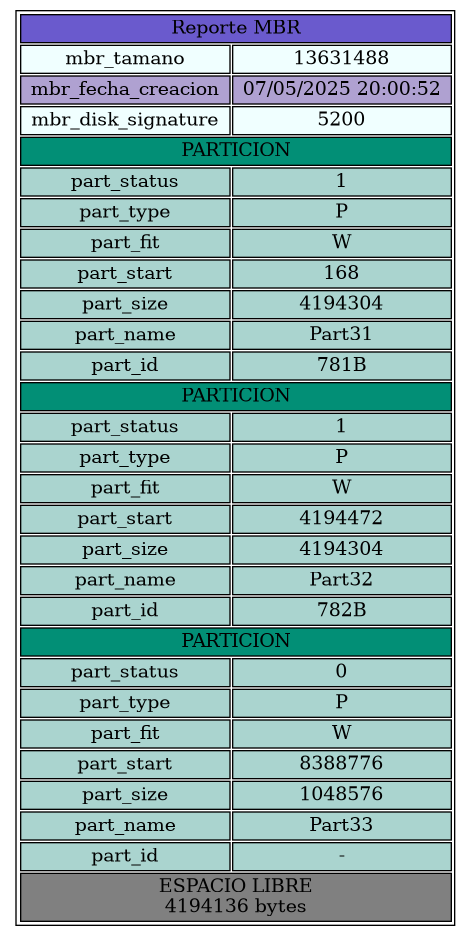 Reporte MBR
mbr_tamano 13631488
mbr_fecha_creacion 07/05/2025 20:00:52
mbr_disk_signature 5200
PARTICION
part_status 1
part_type P
part_fit W
part_start 168
part_size 4194304
part_name Part31
part_id 781B
PARTICION
part_status 1
part_type P
part_fit W
part_start 4194472
part_size 4194304
part_name Part32
part_id 782B
PARTICION
part_status 0
part_type P
part_fit W
part_start 8388776
part_size 1048576
part_name Part33
part_id -
ESPACIO LIBRE
4194136 bytes